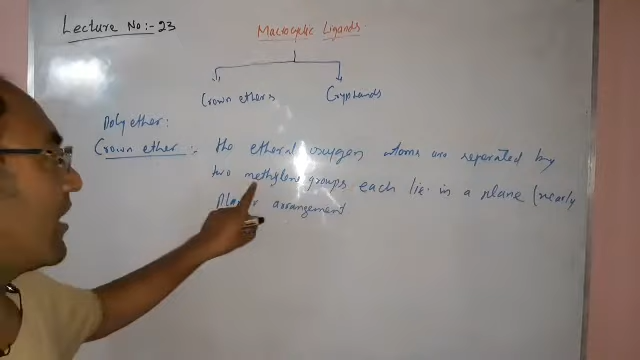 Lecture No:- 23
Macrocyclic Ligands
Crown ethers Cryptands
Poly ether:
Crown ether :- the etheral oxygen atoms are separated by
two methylene groups each lie in a plane (nearly
arrangement